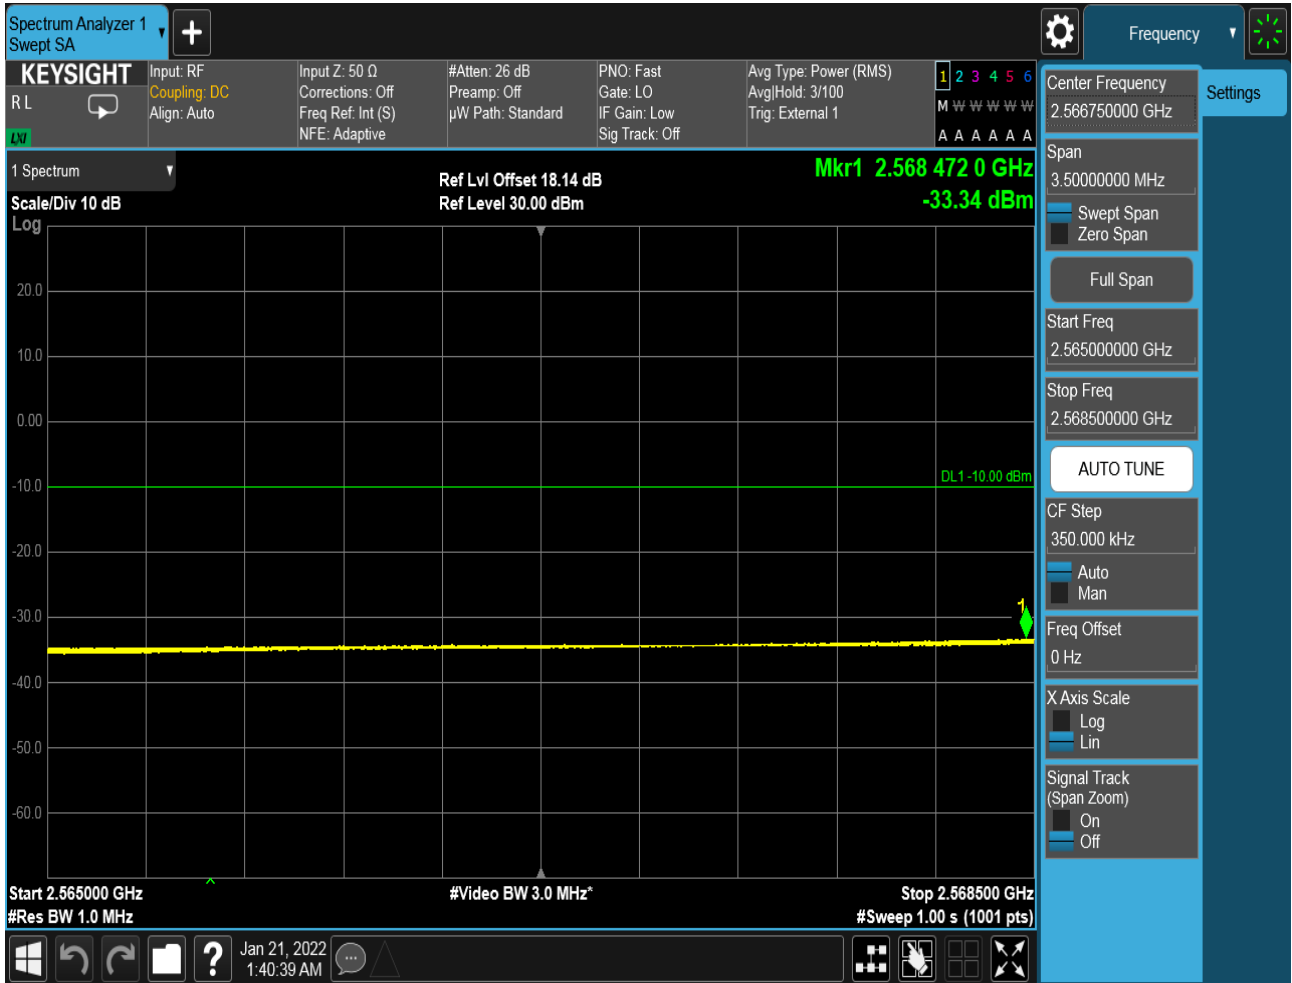 Spectrum Analyzer 1
Swept SA
+
Frequency
KEYSIGHT
R L
LXI
Input: RF
Coupling: DC
Align: Auto
Input Z: 50 Ω
Corrections: Off
Freq Ref: Int (S)
NFE: Adaptive
#Atten: 26 dB
Preamp: Off
µW Path: Standard
PNO: Fast
Gate: LO
IF Gain: Low
Sig Track: Off
Avg Type: Power (RMS)
Avg|Hold: 3/100
Trig: External 1
1 2 3 4 5 6
M W W W W W
A A A A A A
1 Spectrum
Scale/Div 10 dB
Log
Ref Lvl Offset 18.14 dB
Ref Level 30.00 dBm
Mkr1 2.568 472 0 GHz
-33.34 dBm
20.0
10.0
0.00
-10.0
-20.0
-30.0
-40.0
-50.0
-60.0
DL1 -10.00 dBm
1
Start 2.565000 GHz
#Res BW 1.0 MHz
#Video BW 3.0 MHz*
Stop 2.568500 GHz
#Sweep 1.00 s (1001 pts)
Center Frequency
2.566750000 GHz
Span
3.50000000 MHz
Swept Span
Zero Span
Full Span
Start Freq
2.565000000 GHz
Stop Freq
2.568500000 GHz
AUTO TUNE
CF Step
350.000 kHz
Auto
Man
Freq Offset
0 Hz
X Axis Scale
Log
Lin
Signal Track
(Span Zoom)
On
Off
Settings
?
Jan 21, 2022
1:40:39 AM